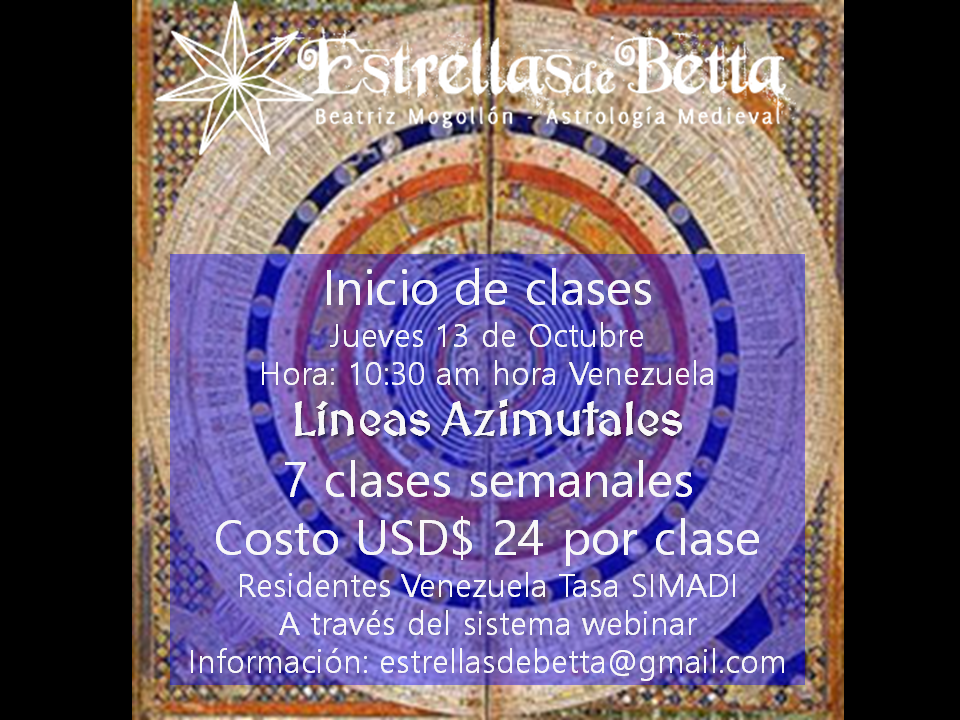 Estrellas de Betta
Beatriz Mogollón - Astrología Medieval
Inicio de clases
Jueves 13 de Octubre
Hora: 10:30 am hora Venezuela
Líneas Azimutales
7 clases semanales
Costo USD$ 24 por clase
Residentes Venezuela Tasa SIMADI
A través del sistema webinar
Información: estrellasdebetta@gmail.com